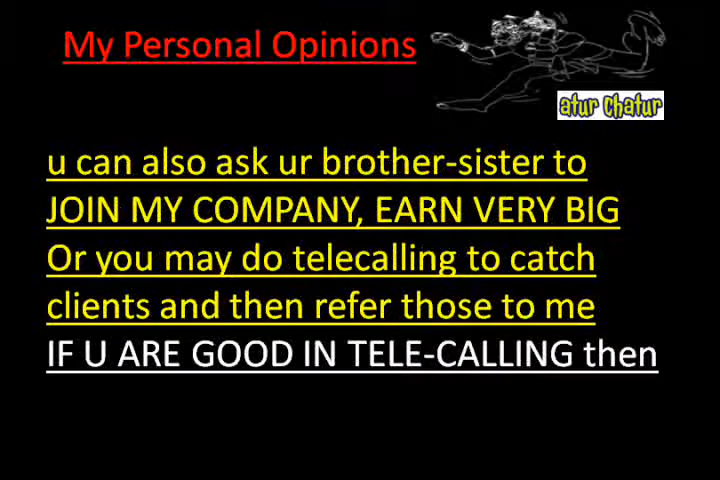 My Personal Opinions
atur Chatur
u can also ask ur brother-sister to
JOIN MY COMPANY, EARN VERY BIG
Or you may do telecalling to catch
clients and then refer those to me
IF U ARE GOOD IN TELE-CALLING then